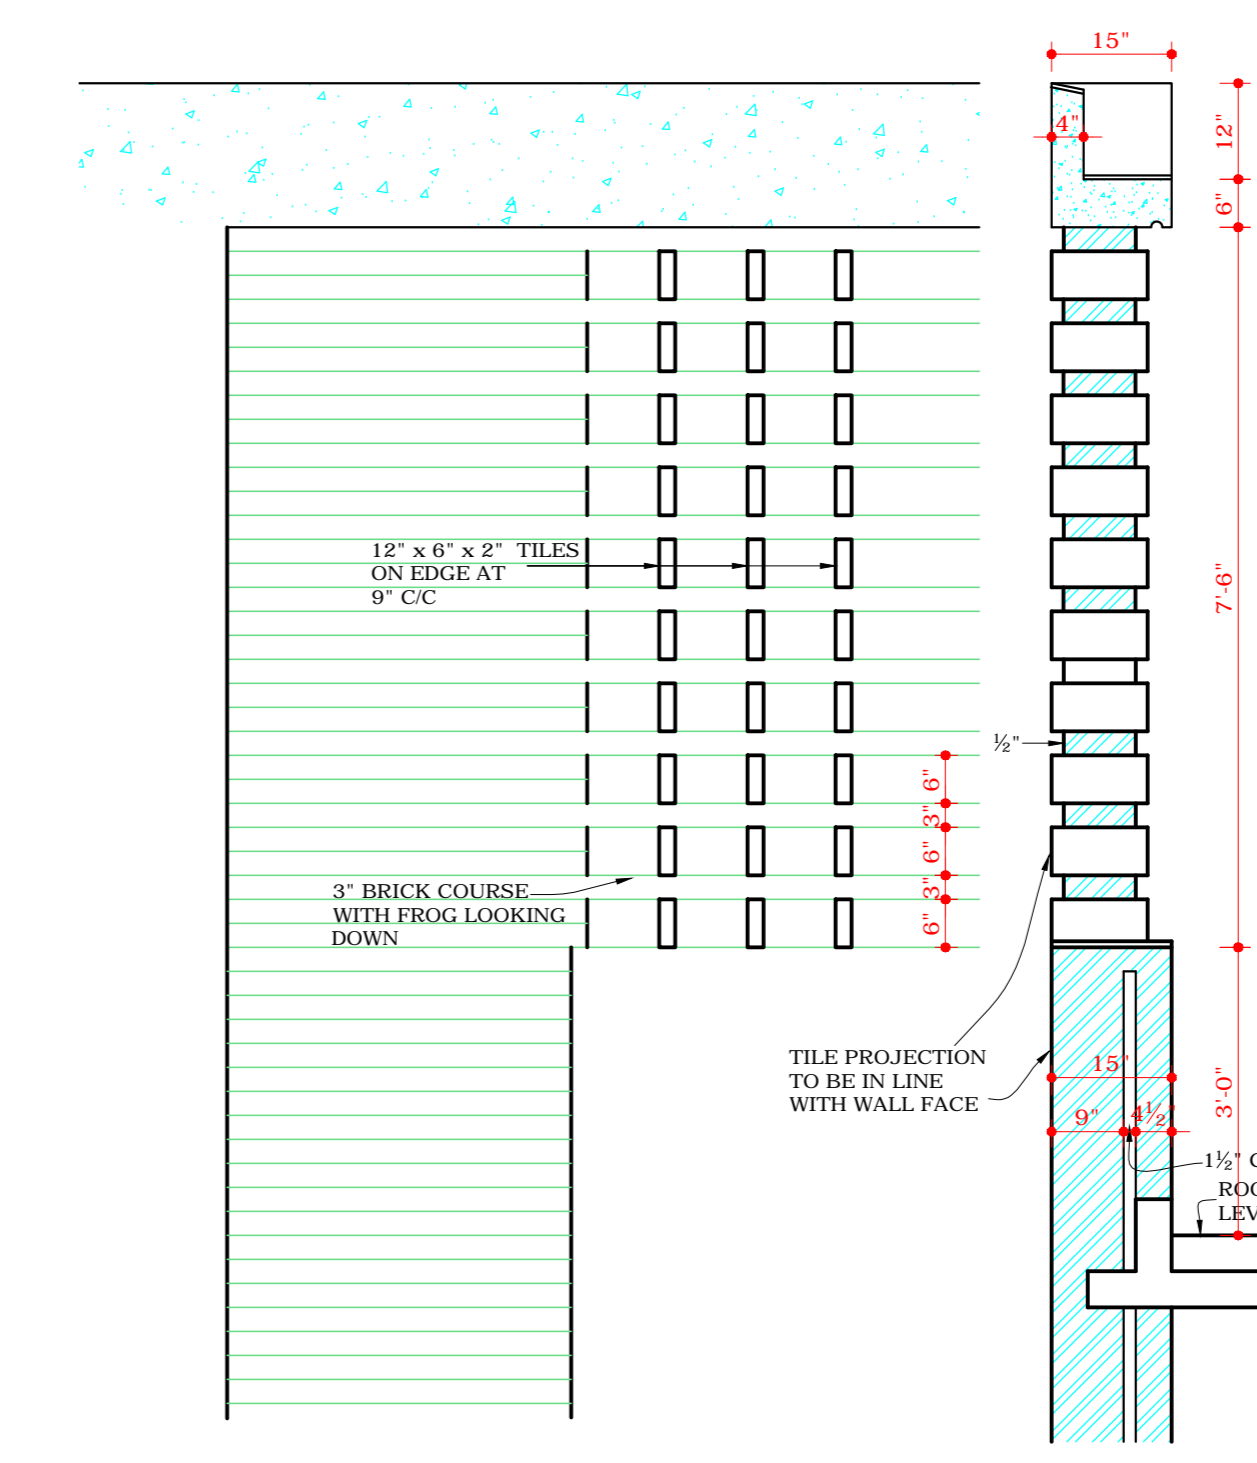 15"
4"
12"
6"
12" x 6" x 2" TILES
ON EDGE AT
9" C/C
7'-6"
½"
6"
3"
6"
3"
6"
3" BRICK COURSE
WITH FROG LOOKING
DOWN
TILE PROJECTION
TO BE IN LINE
WITH WALL FACE
15"
9"
4½"
3'-0"
1½"